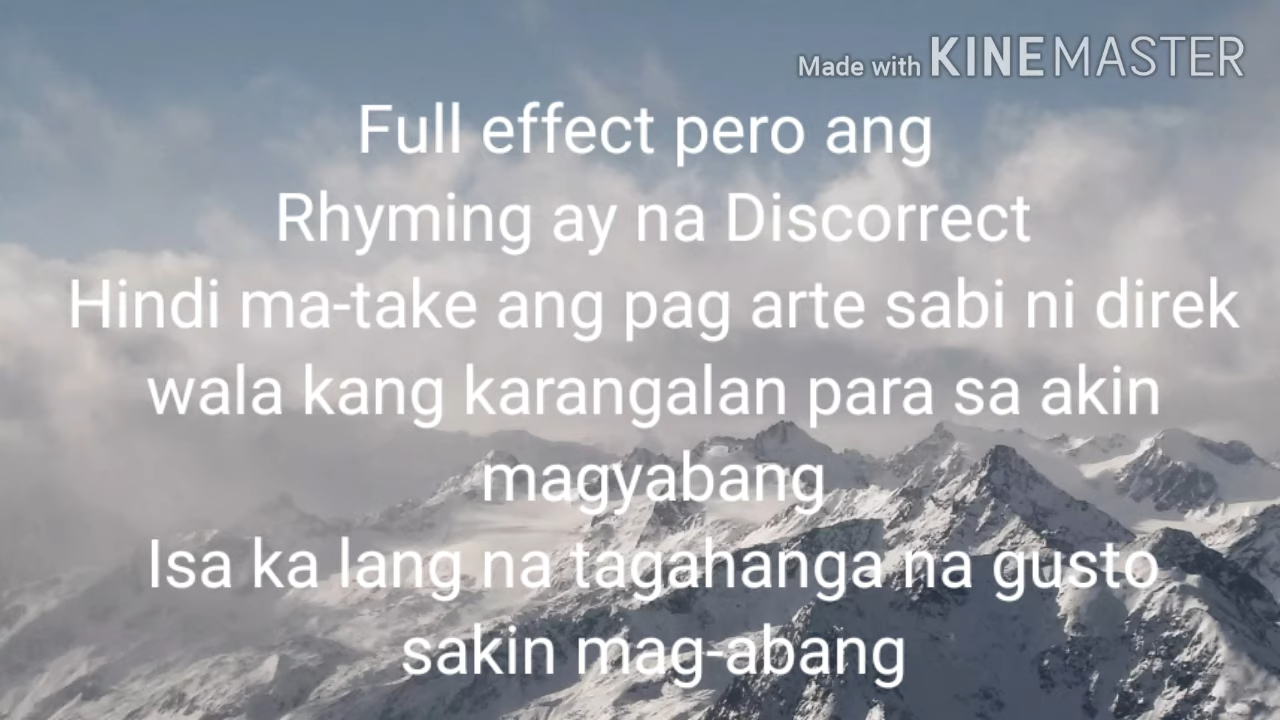 Made with KINEMASTER
Full effect pero ang
Rhyming ay na Discorrect
Hindi ma-take ang pag arte sabi ni direk
wala kang karangalan para sa akin
magyabang
Isa ka lang na tagahanga na gusto
sakin mag-abang